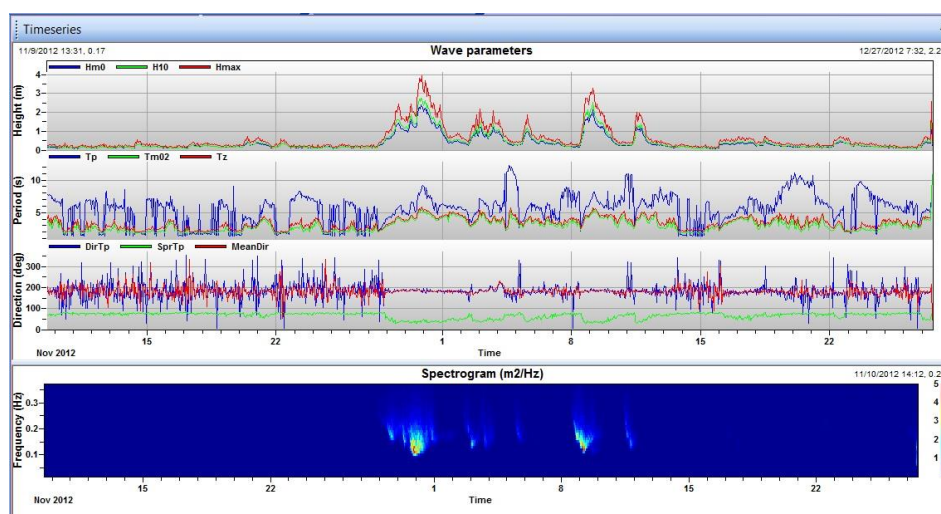 Timeseries
11/9/2012 13:31, 0.17 Wave parameters 12/27/2012 7:32, 2.2
Hm0 H10 Hmax
Height (m)
4
3
2
1
0
Tp Tm02 Tz
Period (s)
10
5
DirTp SprTp MeanDir
Direction (deg)
300
200
100
0
15 22 1 8 15 22
Nov 2012 Time
Spectrogram (m2/Hz) 11/10/2012 14:12, 0.2
Frequency (Hz)
0.3
0.2
0.1
5
4
3
2
1
15 22 1 8 15 22
Nov 2012 Time